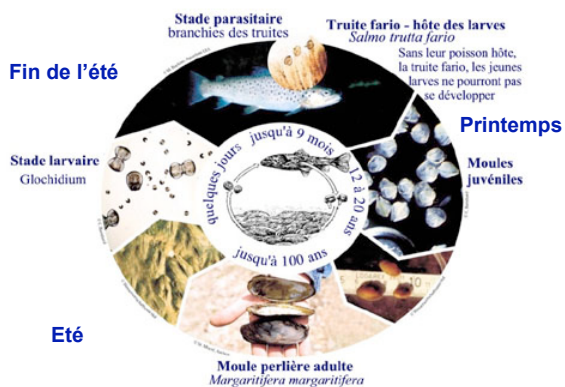 Stade parasitaire
branchies des truites
Truite fario - hôte des larves
Salmo trutta fario
Sans leur poisson hôte,
la truite fario, les jeunes
larves ne pourront pas
se développer
Fin de l'été
Printemps
Stade larvaire
Glochidium
Moules
juvéniles
quelques jours
jusqu'à 9 mois
12 à 20 ans
jusqu'à 100 ans
Eté
10
Moule perlière adulte
Margaritifera margaritifera